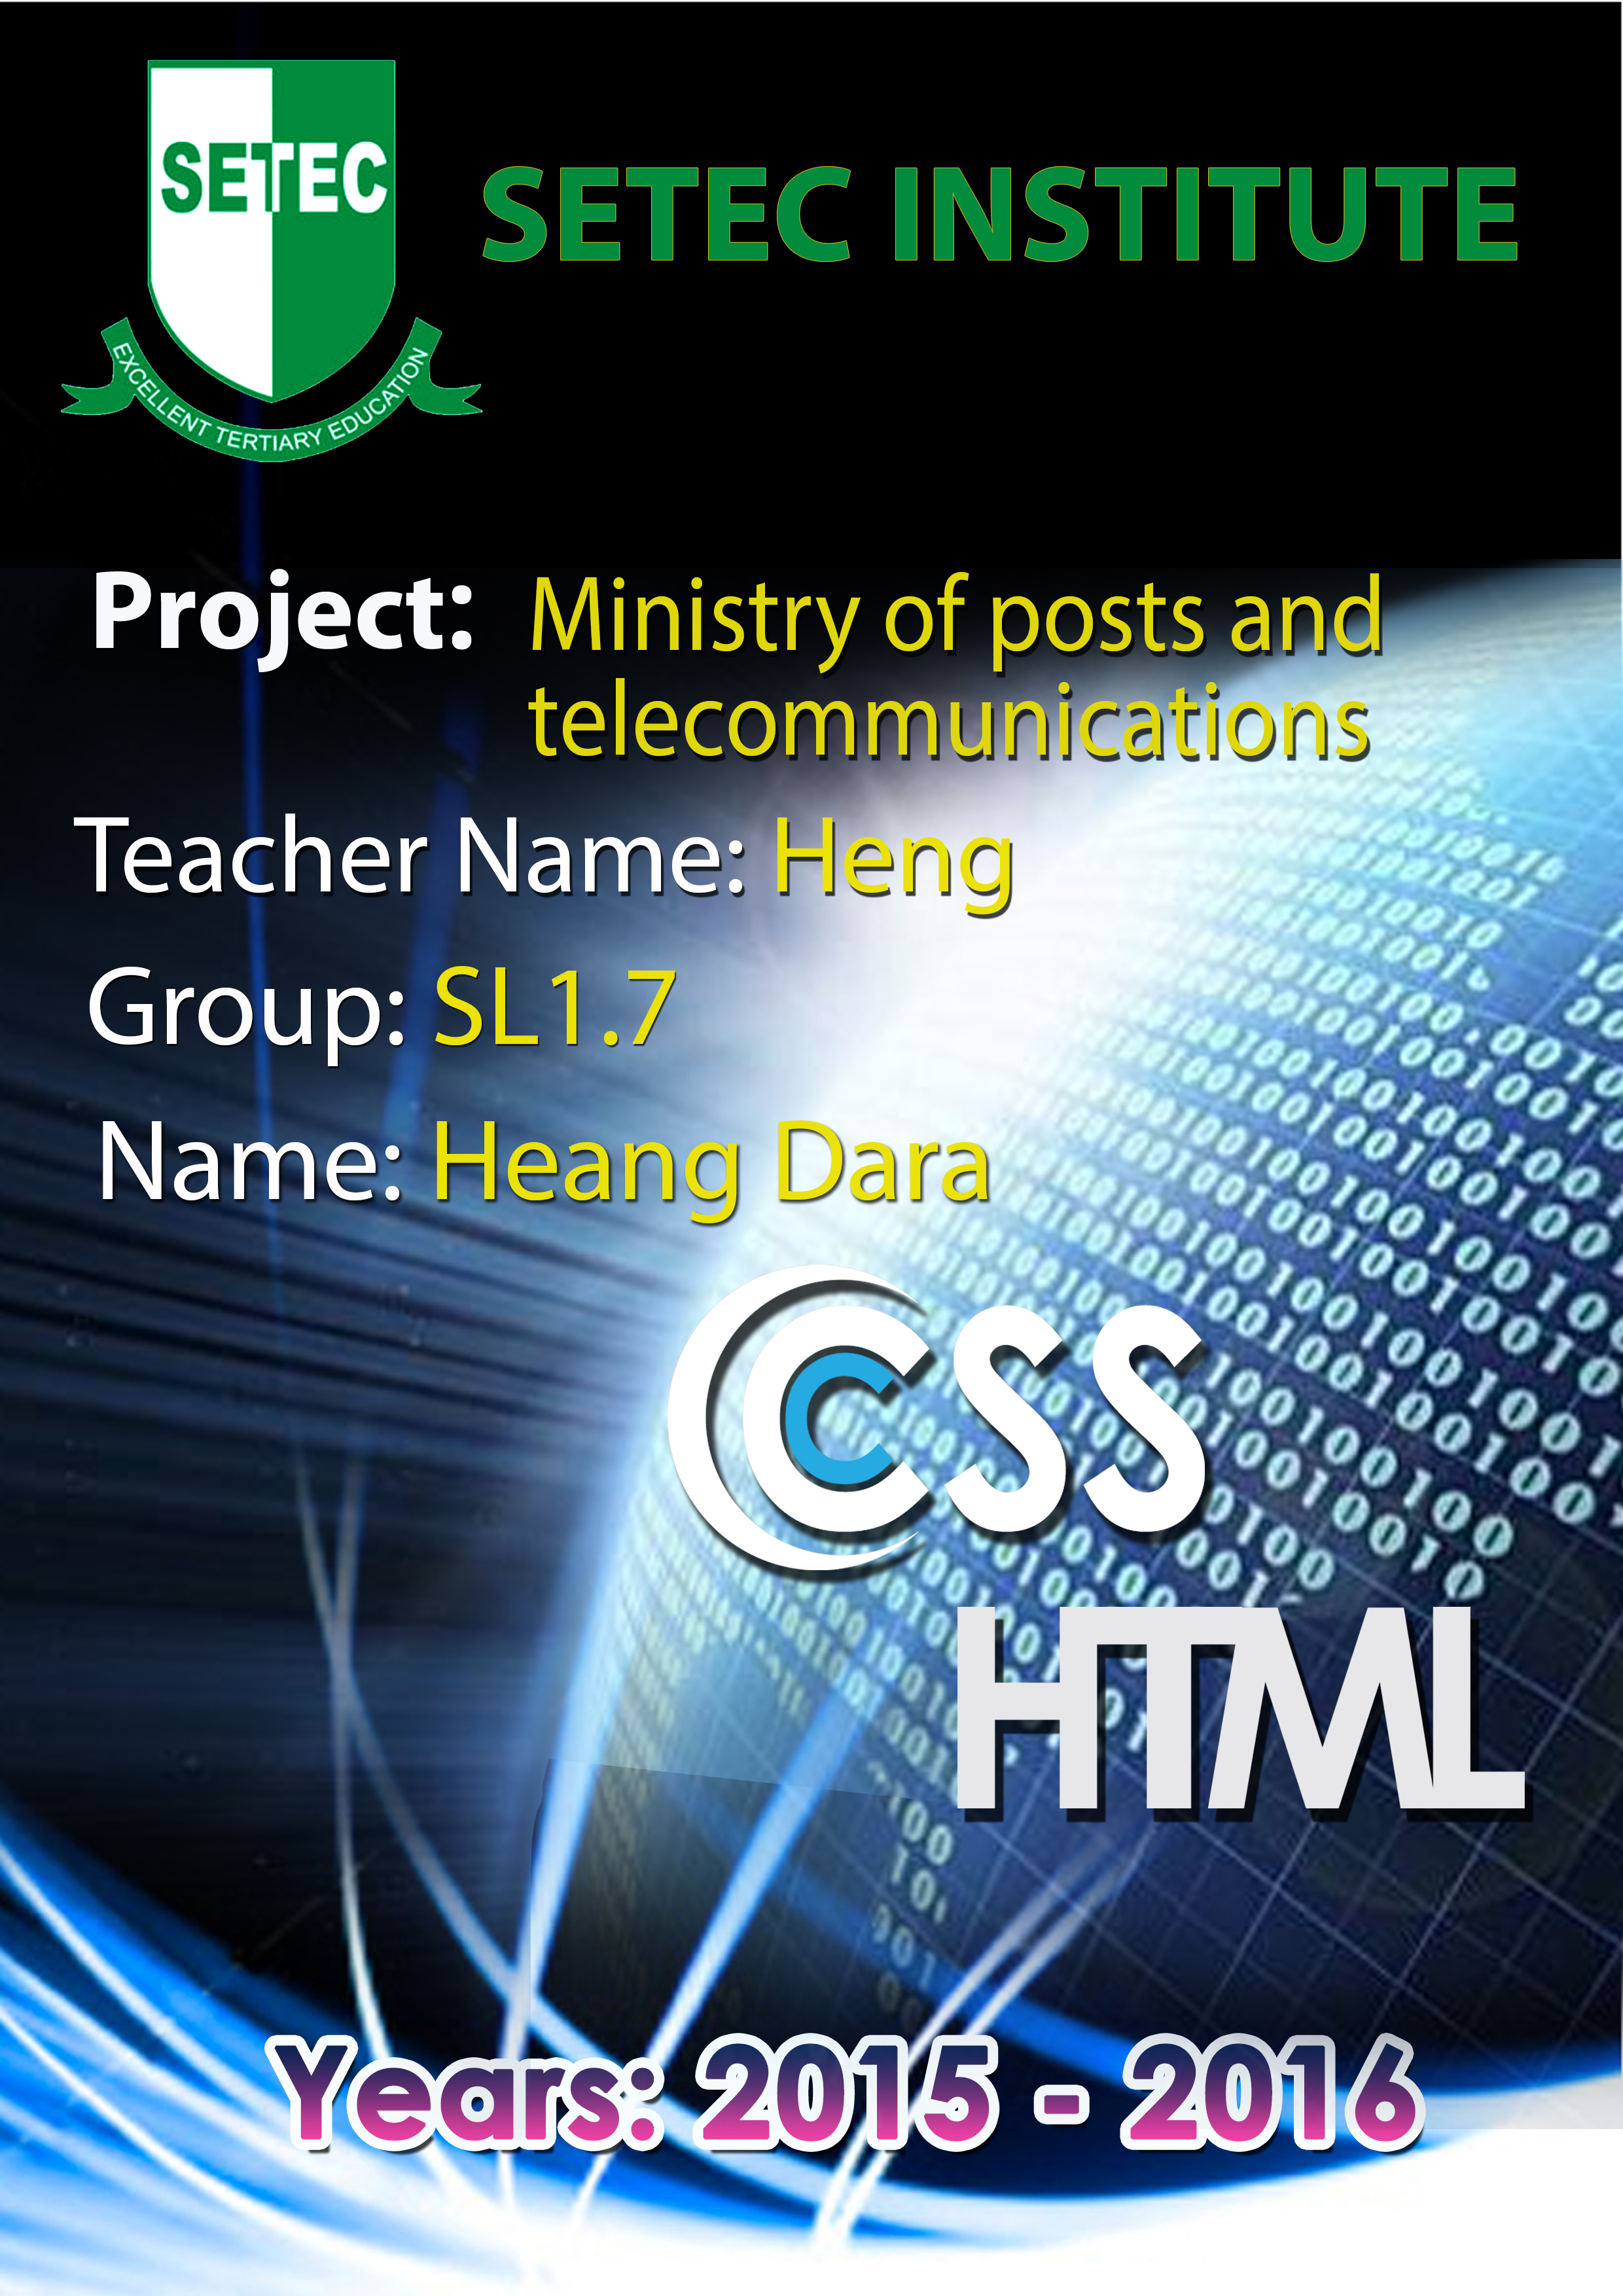 SETEC
EXCELLENT TERTIARY EDUCATION
SETEC INSTITUTE
Project: Ministry of posts and
telecommunications
Teacher Name: Heng
Group: SL1.7
Name: Heang Dara
CSS
HTML
Years: 2015 - 2016